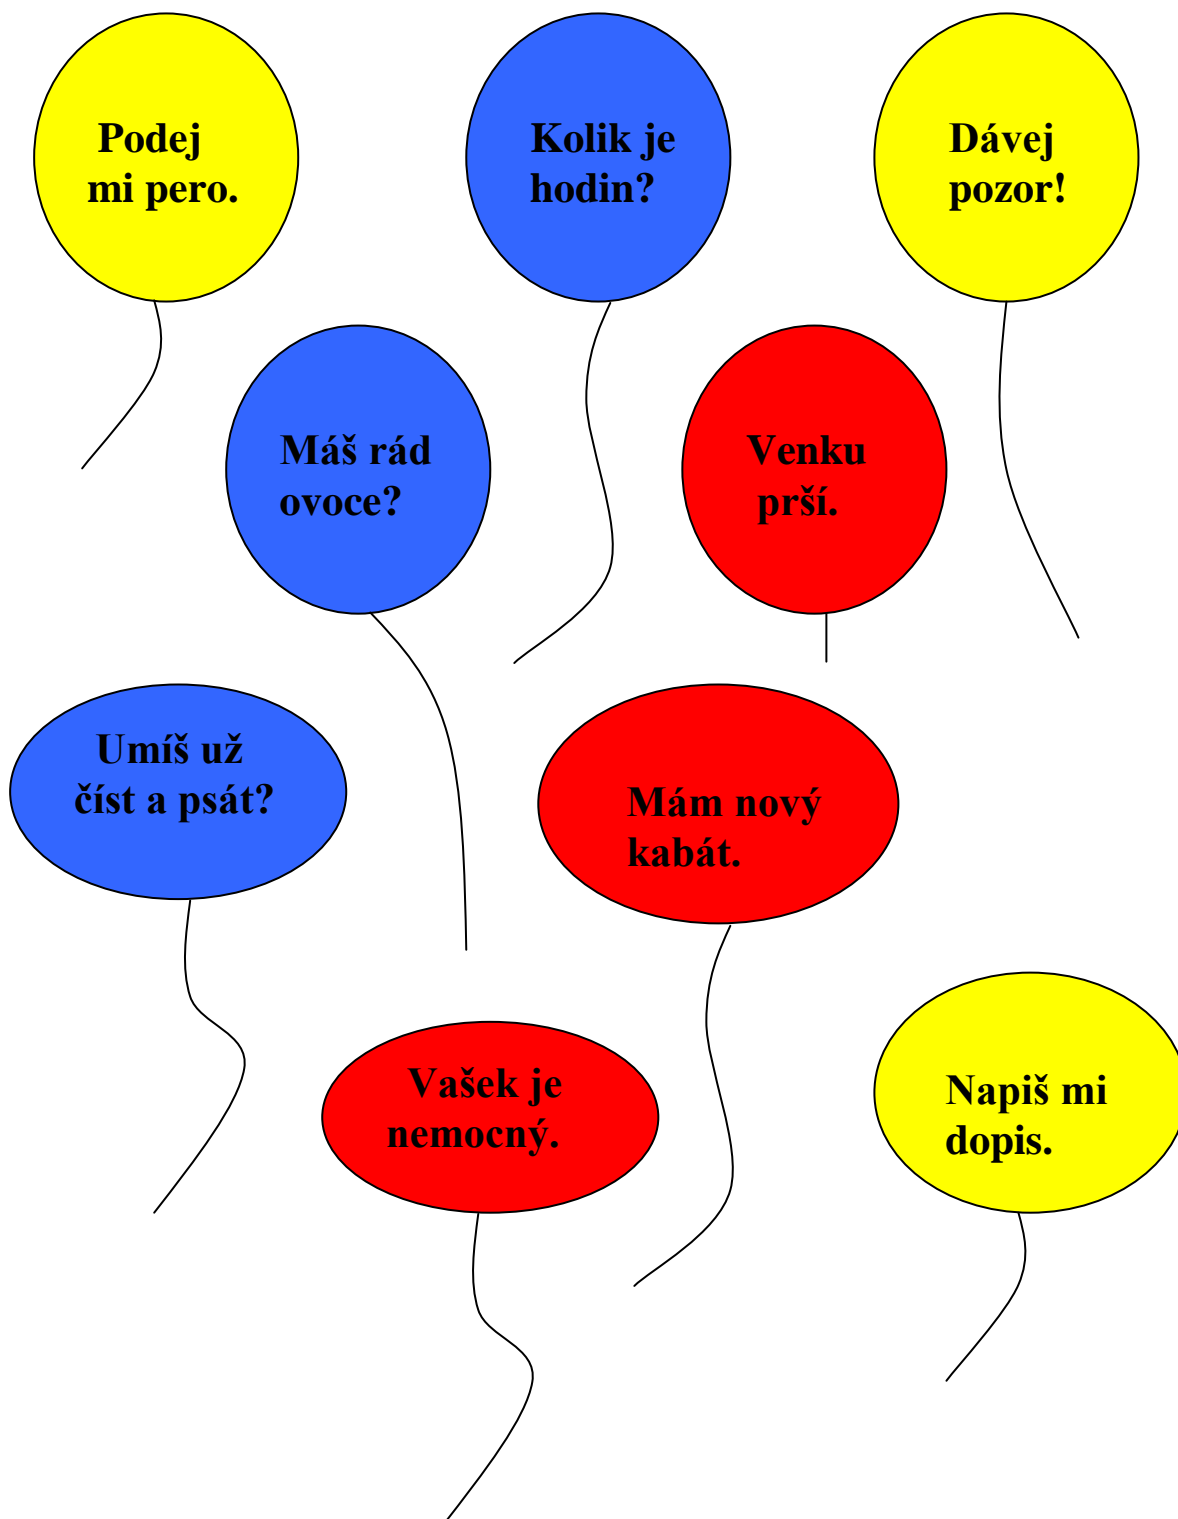 Podej
mi pero.
Kolik je
hodin?
Dávej
pozor!
Máš rád
ovoce?
Venku
prší.
Umíš už
číst a psát?
Mám nový
kabát.
Vašek je
nemocný.
Napiš mi
dopis.